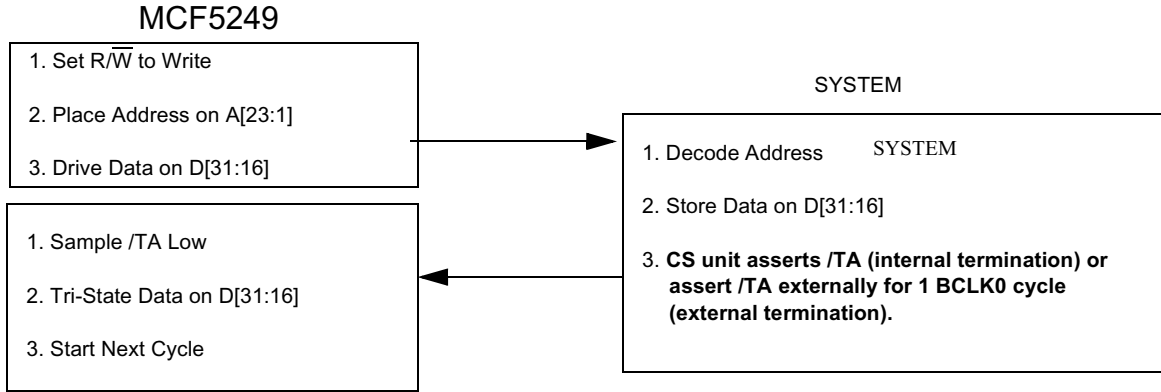 MCF5249
1. Set R/W̅ to Write
2. Place Address on A[23:1]
3. Drive Data on D[31:16]
SYSTEM
1. Decode Address SYSTEM
2. Store Data on D[31:16]
3. CS unit asserts /TA (internal termination) or
assert /TA externally for 1 BCLK0 cycle
(external termination).
1. Sample /TA Low
2. Tri-State Data on D[31:16]
3. Start Next Cycle